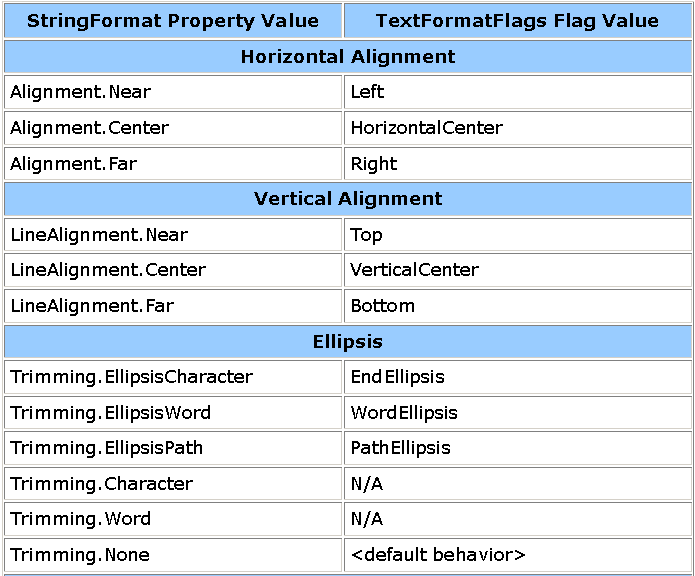 StringFormat Property Value TextFormatFlags Flag Value
Horizontal Alignment
Alignment.Near Left
Alignment.Center HorizontalCenter
Alignment.Far Right
Vertical Alignment
LineAlignment.Near Top
LineAlignment.Center VerticalCenter
LineAlignment.Far Bottom
Ellipsis
Trimming.EllipsisCharacter EndEllipsis
Trimming.EllipsisWord WordEllipsis
Trimming.EllipsisPath PathEllipsis
Trimming.Character N/A
Trimming.Word N/A
Trimming.None <default behavior>